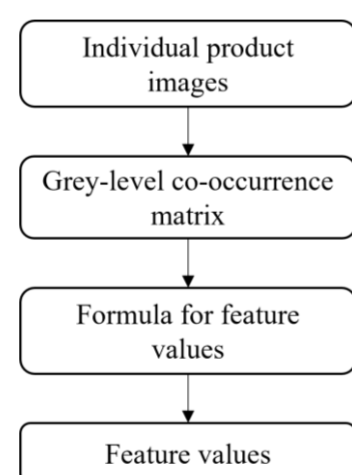 Individual product
images
Grey-level co-occurrence
matrix
Formula for feature
values
Feature values